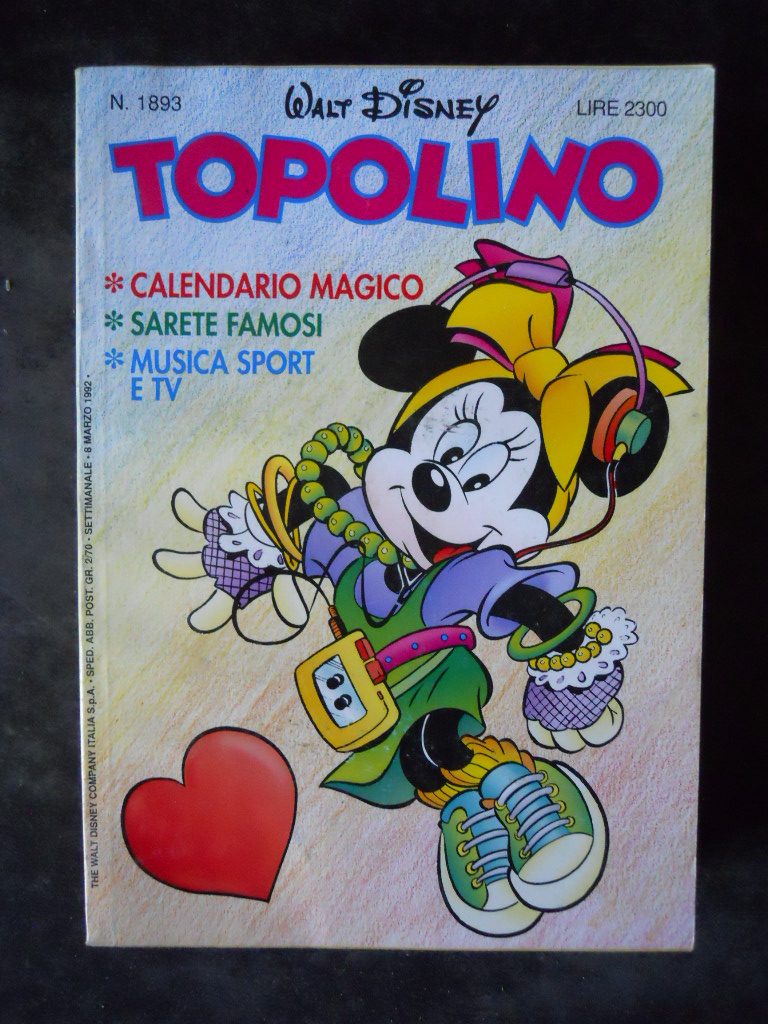 N. 1893
WALT DISNEY
LIRE 2300
TOPOLINO
* CALENDARIO MAGICO
* SARETE FAMOSI
* MUSICA SPORT
E TV
THE WALT DISNEY COMPANY ITALIA S.p.A. • SPED. ABB. POST. GR. 2/70 • SETTIMANALE • 8 MARZO 1992 •